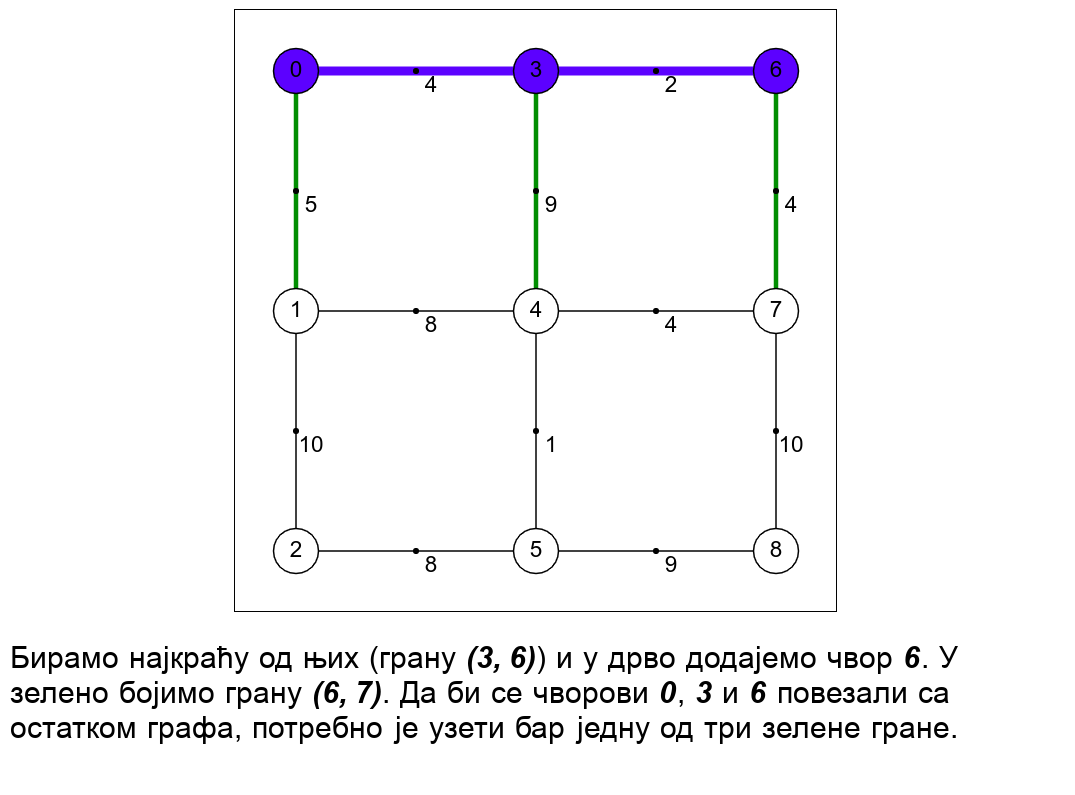 0 3 6
4 2
5 9 4
1 4 7
8 4
10 1 10
2 5 8
8 9
Бирамо најкраћу од њих (грану (3, 6)) и у дрво додајемо чвор 6. У
зелено бојимо грану (6, 7). Да би се чворови 0, 3 и 6 повезали са
остатком графа, потребно је узети бар једну од три зелене гране.